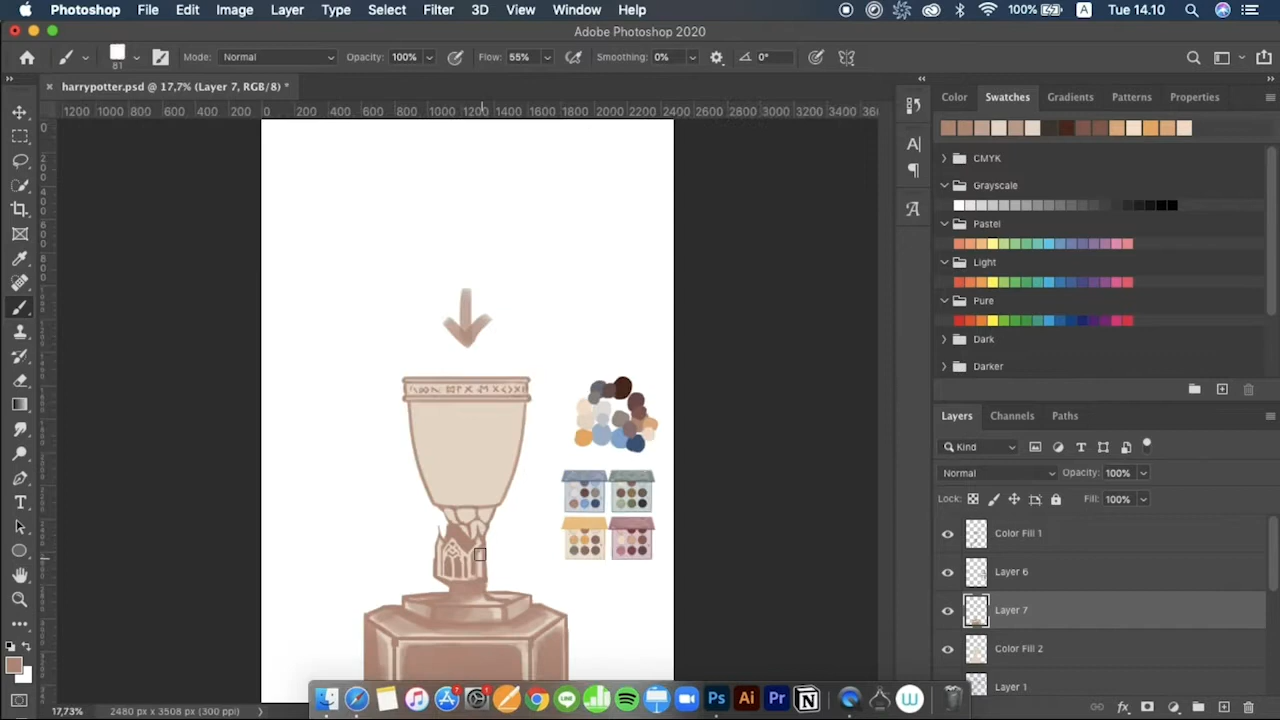 Photoshop File Edit Image Layer Type Select Filter 3D View Window Help 100% A Tue 14.10
Adobe Photoshop 2020
81 Mode: Normal Opacity: 100% Flow: 55% Smoothing: 0% 0°
harrypotter.psd @ 17,7% (Layer 7, RGB/8) *
1200 1000 800 600 400 200 0 200 400 600 800 1000 1200 1400 1600 1800 2000 2200 2400 2600 2800 3000 3200 3400
Color Swatches Gradients Patterns Properties
CMYK
Grayscale
Pastel
Light
Pure
Dark
Darker
Layers Channels Paths
Kind
Normal Opacity: 100%
Lock: Fill: 100%
Color Fill 1
Layer 6
Layer 7
Color Fill 2
Layer 1
17,73% 2480 px x 3508 px (300 ppi)
LINE Ps Ai Pr N W